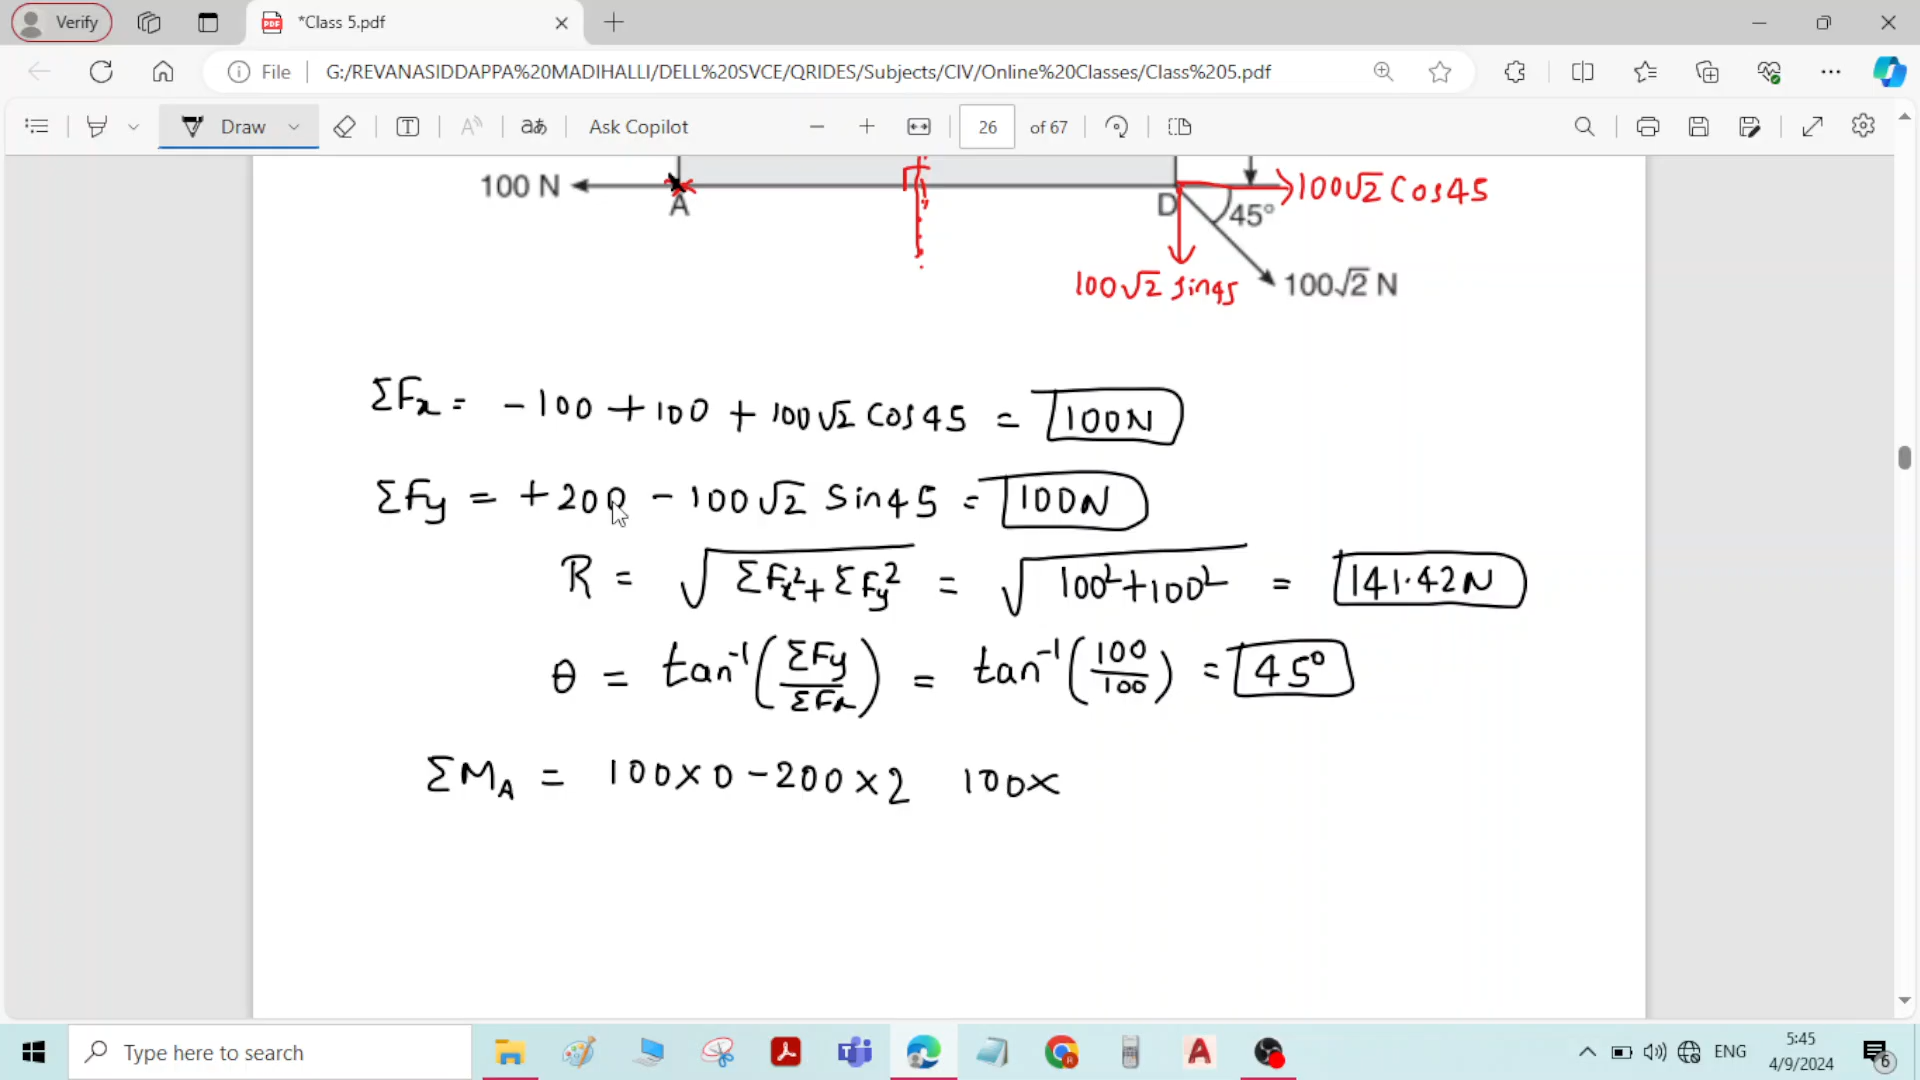 Verify
*Class 5.pdf
File
G:/REVANASIDDAPPA%20MADIHALLI/DELL%20SVCE/QRIDES/Subjects/CIV/Online%20Classes/Class%205.pdf
Draw
Ask Copilot
26 of 67
100 N
A
D
45°
100√2 Cos45
100√2 sin45
100√2 N
ΣFx = - 100 + 100 + 100√2 Cos45 = 100N
ΣFy = + 200 - 100√2 Sin45 = 100N
R = √ΣFx²+ΣFy² = √100²+100² = 141.42N
θ = tan⁻¹(ΣFy/ΣFx) = tan⁻¹(100/100) = 45°
ΣMA = 100×0 - 200×2 100×
Type here to search
ENG
5:45
4/9/2024
6